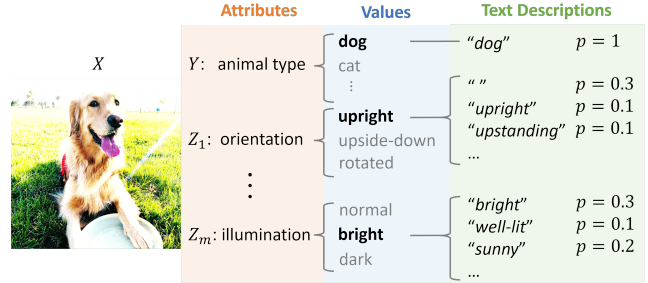 Attributes Values Text Descriptions
X
Y: animal type
dog
cat
⋮
"dog" p = 1
Z₁: orientation
upright
upside-down
rotated
" " p = 0.3
"upright" p = 0.1
"upstanding" p = 0.1
...
⋮
Zₘ: illumination
normal
bright
dark
"bright" p = 0.3
"well-lit" p = 0.1
"sunny" p = 0.2
...